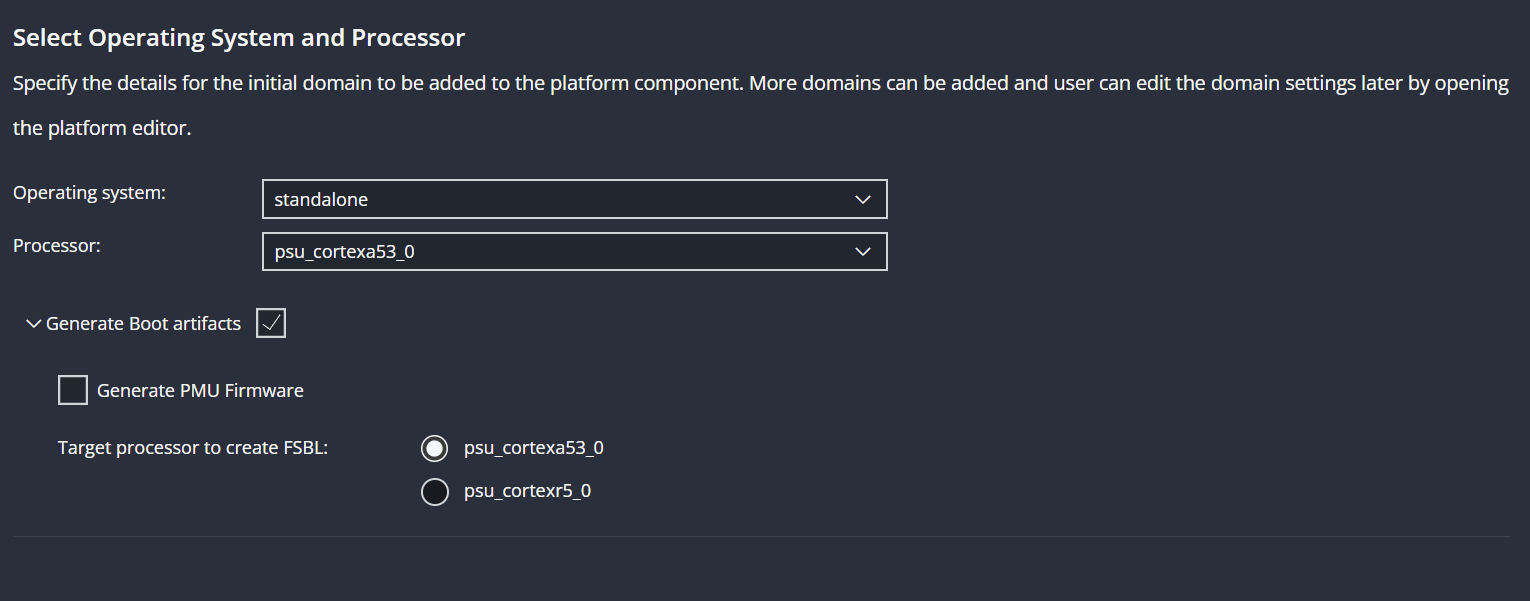 Select Operating System and Processor
Specify the details for the initial domain to be added to the platform component. More domains can be added and user can edit the domain settings later by opening
the platform editor.
Operating system:
standalone
Processor:
psu_cortexa53_0
Generate Boot artifacts
Generate PMU Firmware
Target processor to create FSBL:
psu_cortexa53_0
psu_cortexr5_0